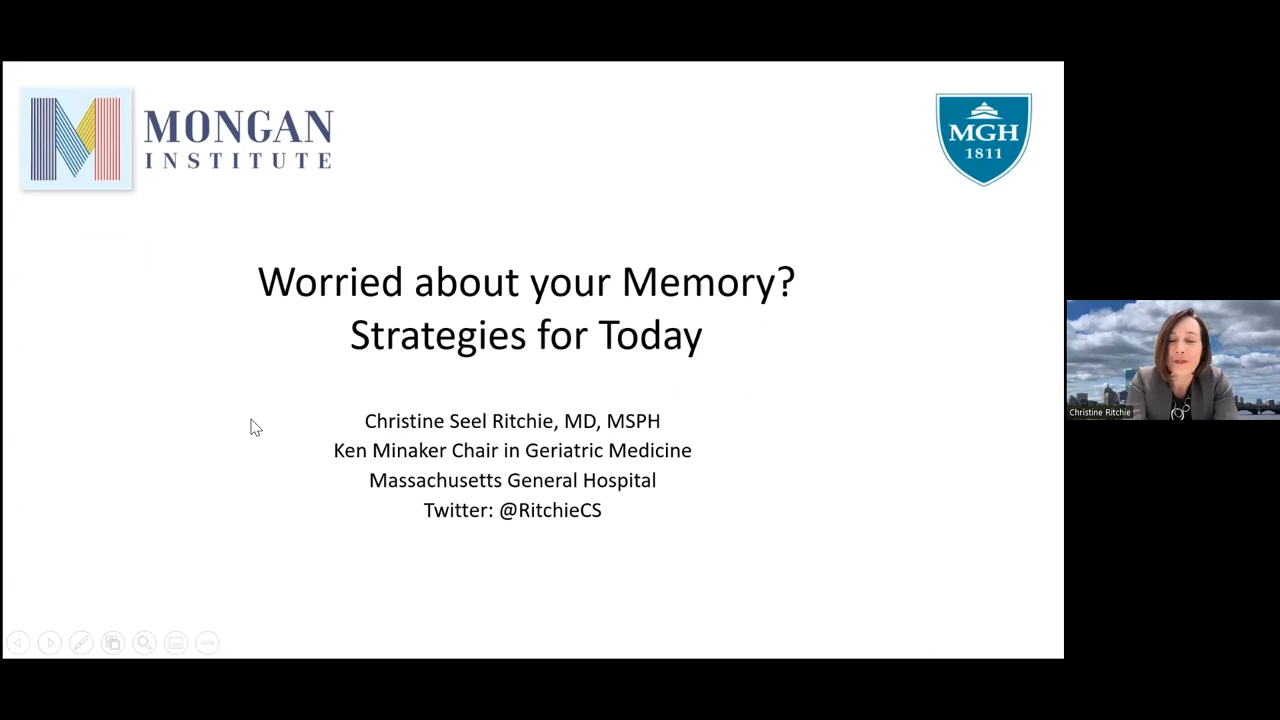 MONGAN
INSTITUTE
MGH
1811
Worried about your Memory?
Strategies for Today
Christine Seel Ritchie, MD, MSPH
Ken Minaker Chair in Geriatric Medicine
Massachusetts General Hospital
Twitter: @RitchieCS
Christine Ritchie